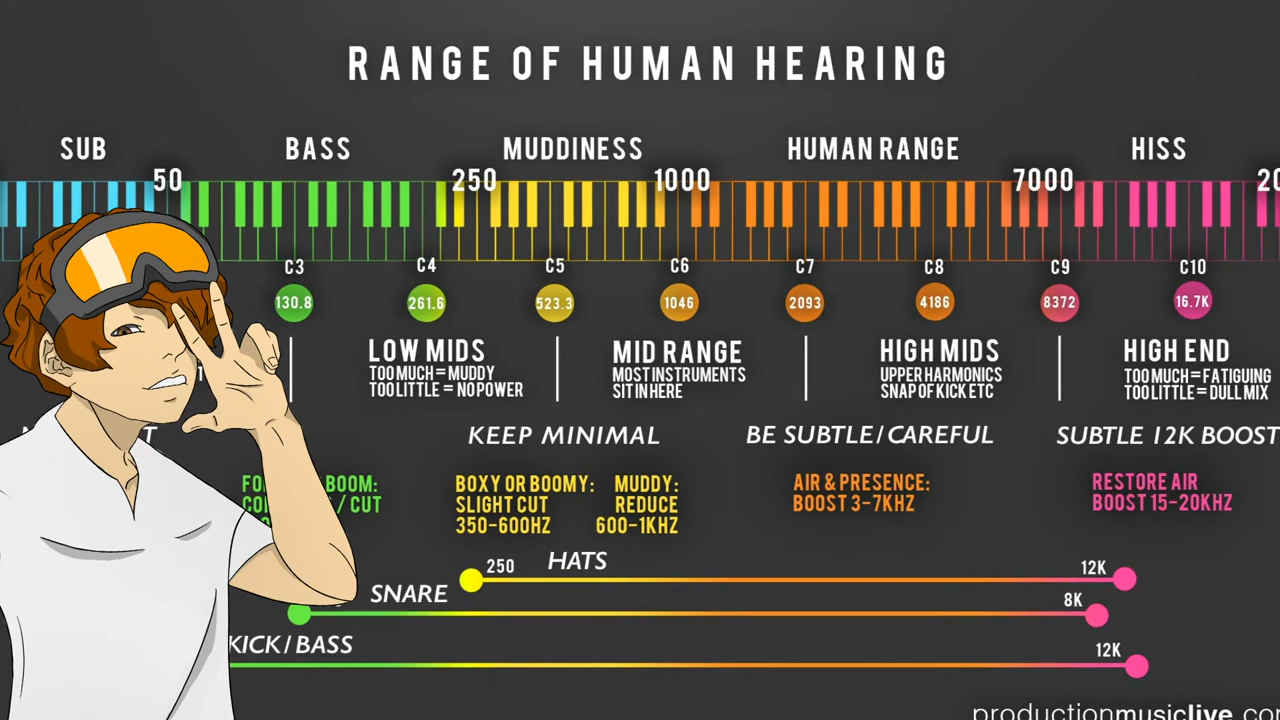 RANGE OF HUMAN HEARING
SUB BASS MUDDINESS HUMAN RANGE HISS
50 250 1000 7000
C3 C4 C5 C6 C7 C8 C9 C10
130.8 261.6 523.3 1046 2093 4186 8372 16.7K
LOW MIDS
TOO MUCH = MUDDY
TOO LITTLE = NO POWER
MID RANGE
MOST INSTRUMENTS
SIT IN HERE
HIGH MIDS
UPPER HARMONICS
SNAP OF KICK ETC
HIGH END
TOO MUCH = FATIGUING
TOO LITTLE = DULL MIX
KEEP MINIMAL BE SUBTLE / CAREFUL SUBTLE 12K BOOST
BOOM:
/ CUT
BOXY OR BOOMY:
SLIGHT CUT
350-600HZ
MUDDY:
REDUCE
600-1KHZ
AIR & PRESENCE:
BOOST 3-7KHZ
RESTORE AIR
BOOST 15-20KHZ
250 HATS 12K
SNARE 8K
KICK / BASS 12K
productionmusiclive.com